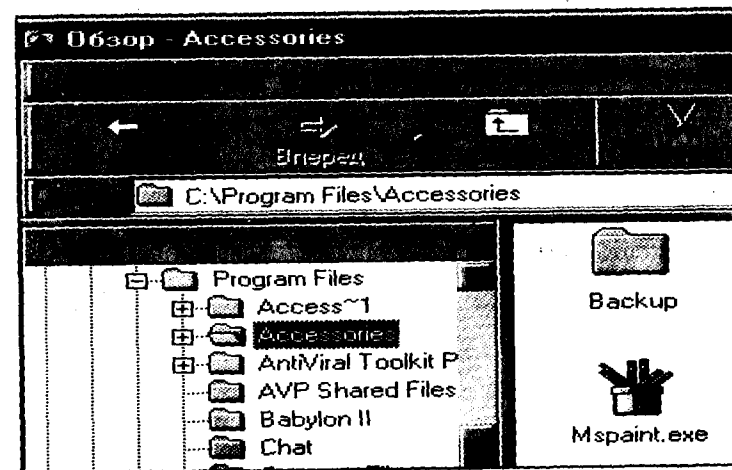 Обзор - Accessories
Вперед
C:\Program Files\Accessories
Program Files
Access~1
Accessories
AntiViral Toolkit P
AVP Shared Files
Babylon II
Chat
Backup
Mspaint.exe